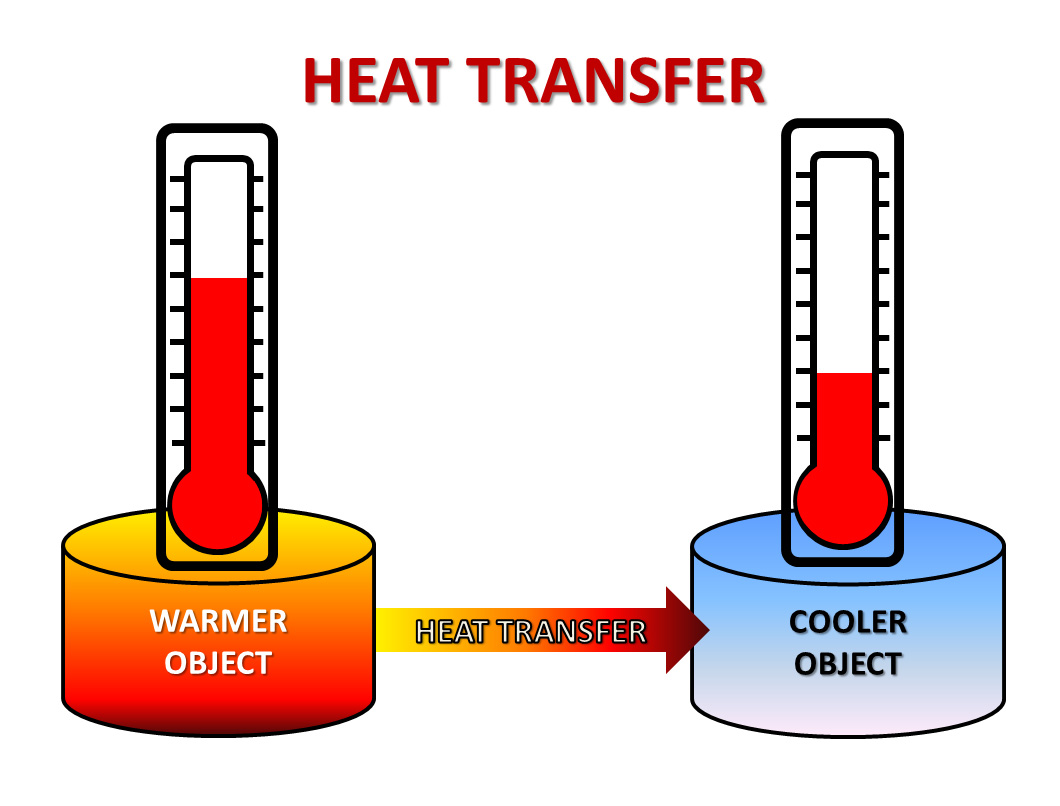 HEAT TRANSFER
WARMER
OBJECT
HEAT TRANSFER
COOLER
OBJECT